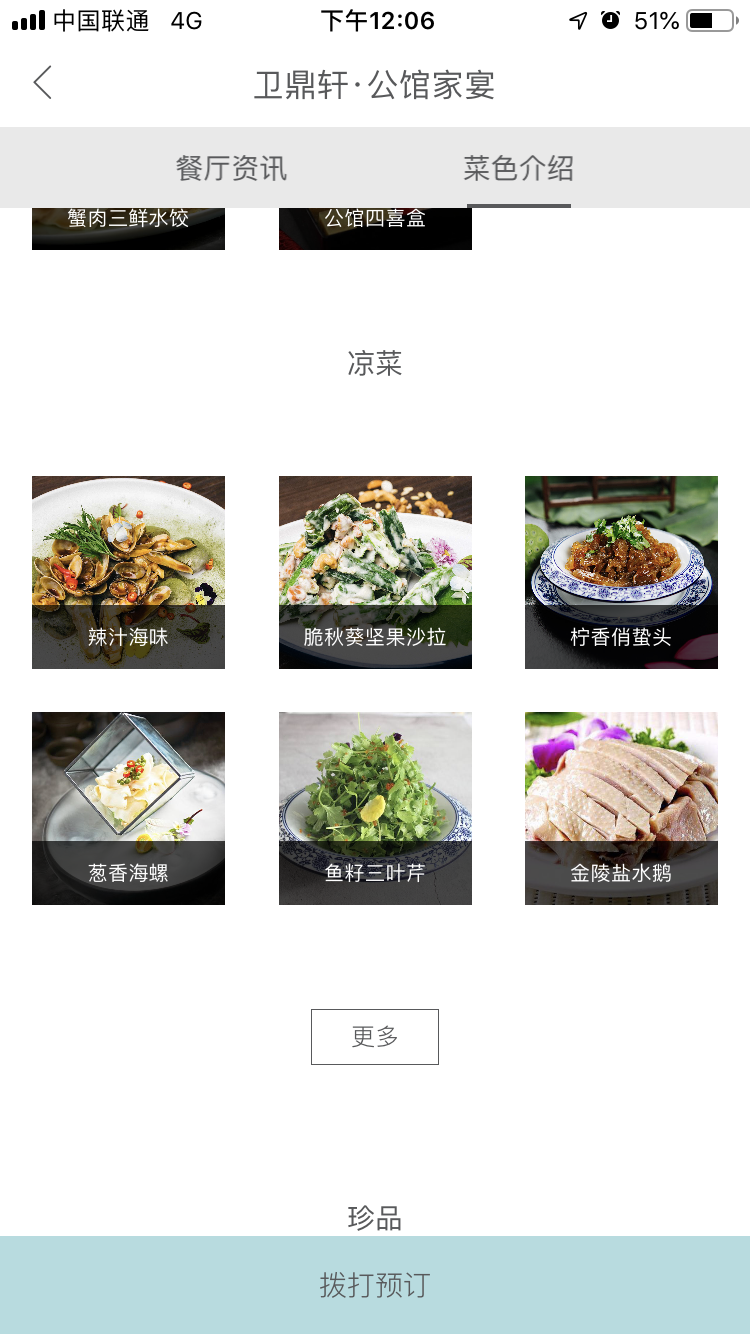 中国联通 4G 下午12:06 51%
卫鼎轩·公馆家宴
餐厅资讯 菜色介绍
蟹肉三鲜水饺 公馆四喜盒
凉菜
辣汁海味 脆秋葵坚果沙拉 柠香俏蛰头
葱香海螺 鱼籽三叶芹 金陵盐水鹅
更多
珍品
拨打预订